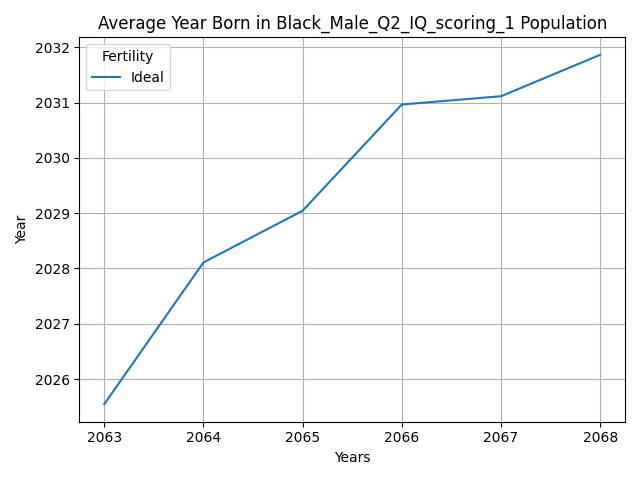 Average Year Born in Black_Male_Q2_IQ_scoring_1 Population
Fertility
Ideal
2032
2031
2030
2029
2028
2027
2026
Year
2063 2064 2065 2066 2067 2068
Years